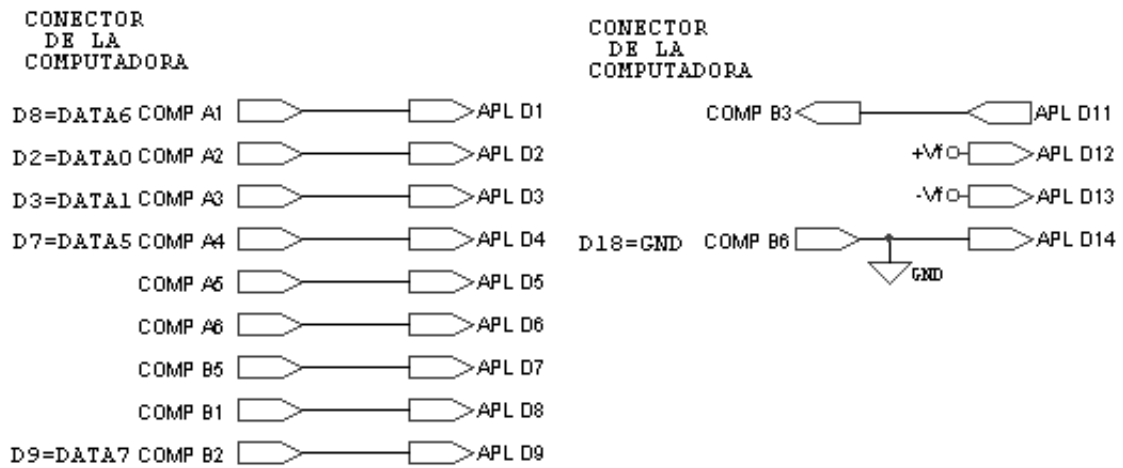 CONECTOR
DE LA
COMPUTADORA
D8=DATA6 COMP A1 APL D1
D2=DATA0 COMP A2 APL D2
D3=DATA1 COMP A3 APL D3
D7=DATA5 COMP A4 APL D4
COMP A5 APL D5
COMP A6 APL D6
COMP B5 APL D7
COMP B1 APL D8
D9=DATA7 COMP B2 APL D9
CONECTOR
DE LA
COMPUTADORA
COMP B3 APL D11
+Vf APL D12
-Vf APL D13
D18=GND COMP B6 APL D14
GND